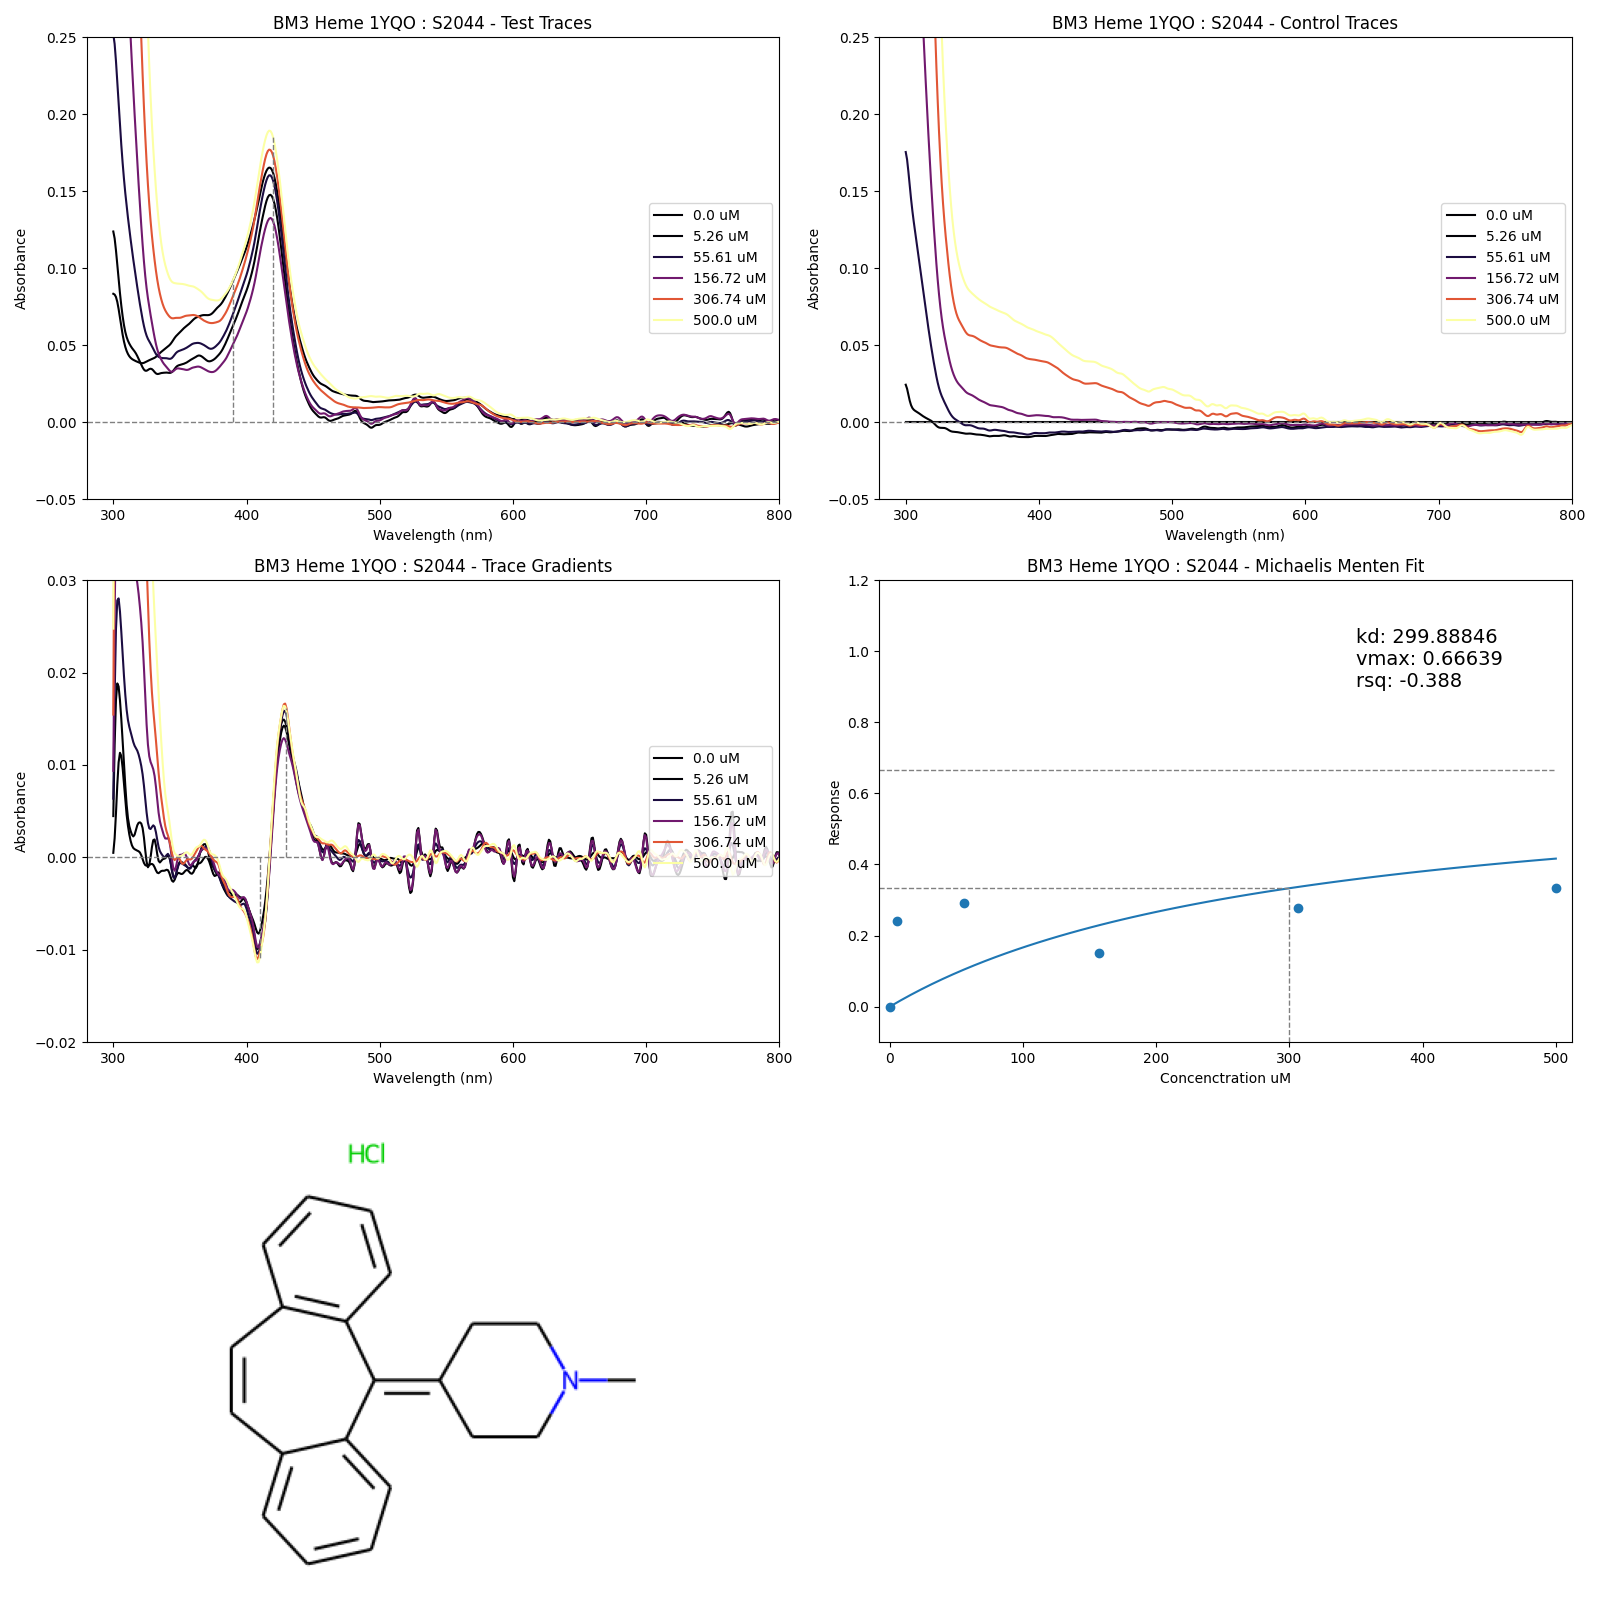 BM3 Heme 1YQO : S2044 - Test Traces
0.25
0.20
0.15
0.10
0.05
0.00
−0.05
Absorbance
300 400 500 600 700 800
Wavelength (nm)
0.0 uM
5.26 uM
55.61 uM
156.72 uM
306.74 uM
500.0 uM
BM3 Heme 1YQO : S2044 - Control Traces
0.25
0.20
0.15
0.10
0.05
0.00
−0.05
Absorbance
300 400 500 600 700 800
Wavelength (nm)
0.0 uM
5.26 uM
55.61 uM
156.72 uM
306.74 uM
500.0 uM
BM3 Heme 1YQO : S2044 - Trace Gradients
0.03
0.02
0.01
0.00
−0.01
−0.02
Absorbance
300 400 500 600 700 800
Wavelength (nm)
0.0 uM
5.26 uM
55.61 uM
156.72 uM
306.74 uM
500.0 uM
BM3 Heme 1YQO : S2044 - Michaelis Menten Fit
1.2
1.0
0.8
0.6
0.4
0.2
0.0
Response
kd: 299.88846
vmax: 0.66639
rsq: -0.388
0 100 200 300 400 500
Concenctration uM
HCl
N